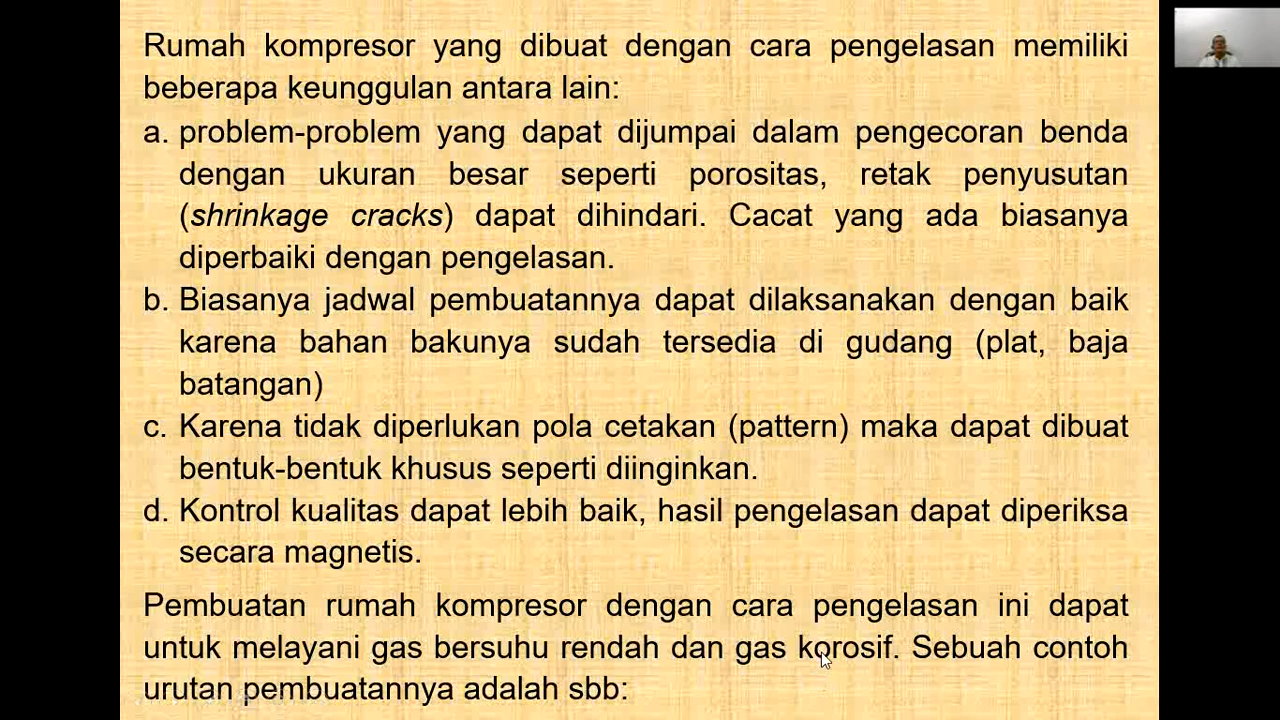 Rumah kompresor yang dibuat dengan cara pengelasan memiliki
beberapa keunggulan antara lain:
a. problem-problem yang dapat dijumpai dalam pengecoran benda
dengan ukuran besar seperti porositas, retak penyusutan
(shrinkage cracks) dapat dihindari. Cacat yang ada biasanya
diperbaiki dengan pengelasan.
b. Biasanya jadwal pembuatannya dapat dilaksanakan dengan baik
karena bahan bakunya sudah tersedia di gudang (plat, baja
batangan)
c. Karena tidak diperlukan pola cetakan (pattern) maka dapat dibuat
bentuk-bentuk khusus seperti diinginkan.
d. Kontrol kualitas dapat lebih baik, hasil pengelasan dapat diperiksa
secara magnetis.
Pembuatan rumah kompresor dengan cara pengelasan ini dapat
untuk melayani gas bersuhu rendah dan gas korosif. Sebuah contoh
urutan pembuatannya adalah sbb: